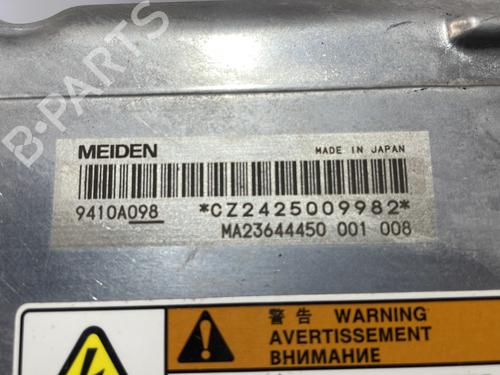 B-PARTS
MEIDEN
MADE IN JAPAN
9410A098
*CZ2425009982*
MA23644450 001 008
警告 WARNING
AVERTISSEMENT
ВНИМАНИЕ